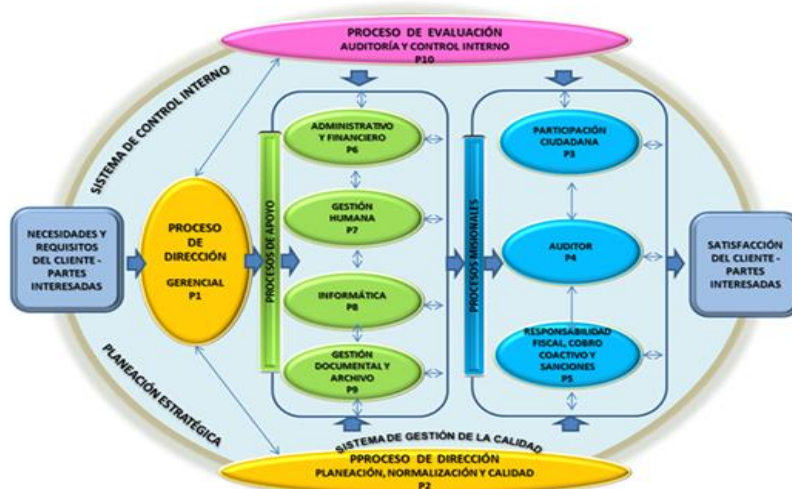 PROCESO DE EVALUACIÓN
AUDITORÍA Y CONTROL INTERNO
P10
SISTEMA DE CONTROL INTERNO
NECESIDADES Y
REQUISITOS
DEL CLIENTE -
PARTES
INTERESADAS
PROCESO
DE
DIRECCIÓN
GERENCIAL
P1
PROCESOS DE APOYO
ADMINISTRATIVO
Y FINANCIERO
P6
GESTIÓN
HUMANA
P7
INFORMÁTICA
P8
GESTIÓN
DOCUMENTAL Y
ARCHIVO
P9
PROCESOS MISIONALES
PARTICIPACIÓN
CIUDADANA
P3
AUDITOR
P4
RESPONSABILIDAD
FISCAL, COBRO
COACTIVO Y
SANCIONES
P5
SATISFACCIÓN
DEL CLIENTE -
PARTES
INTERESADAS
PLANEACIÓN ESTRATÉGICA
SISTEMA DE GESTIÓN DE LA CALIDAD
PPROCESO DE DIRECCIÓN
PLANEACIÓN, NORMALIZACIÓN Y CALIDAD
P2